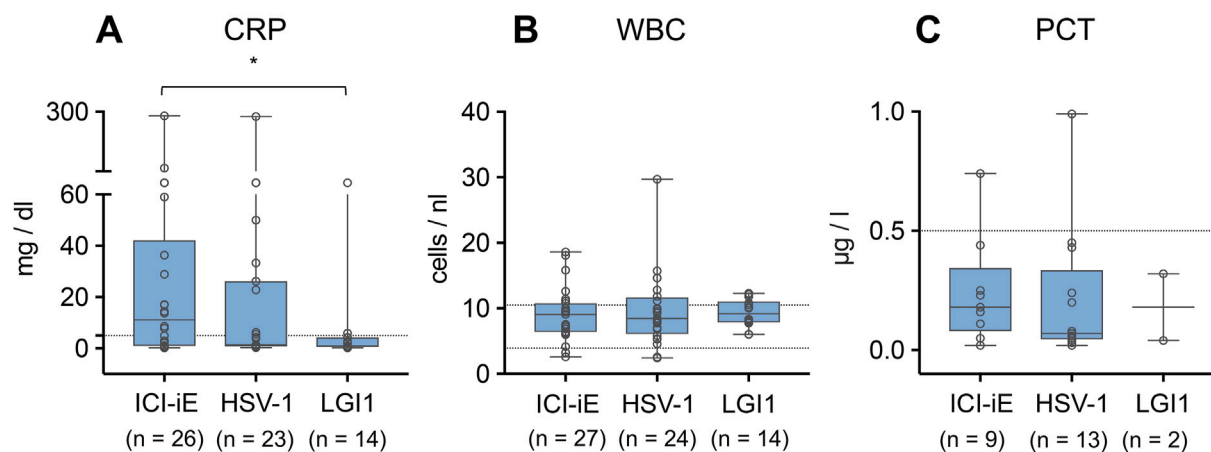 A CRP
*
300
60
40
20
0
mg / dl
ICI-iE HSV-1 LGI1
(n = 26) (n = 23) (n = 14)
B WBC
40
30
20
10
0
cells / nl
ICI-iE HSV-1 LGI1
(n = 27) (n = 24) (n = 14)
C PCT
1.0
0.5
0.0
µg / l
ICI-iE HSV-1 LGI1
(n = 9) (n = 13) (n = 2)